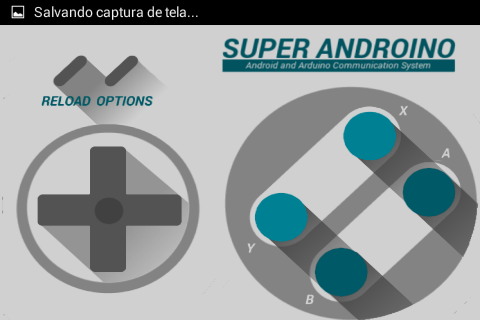 Salvando captura de tela...
SUPER ANDROINO
Android and Arduino Communication System
RELOAD OPTIONS
X
A
Y
B